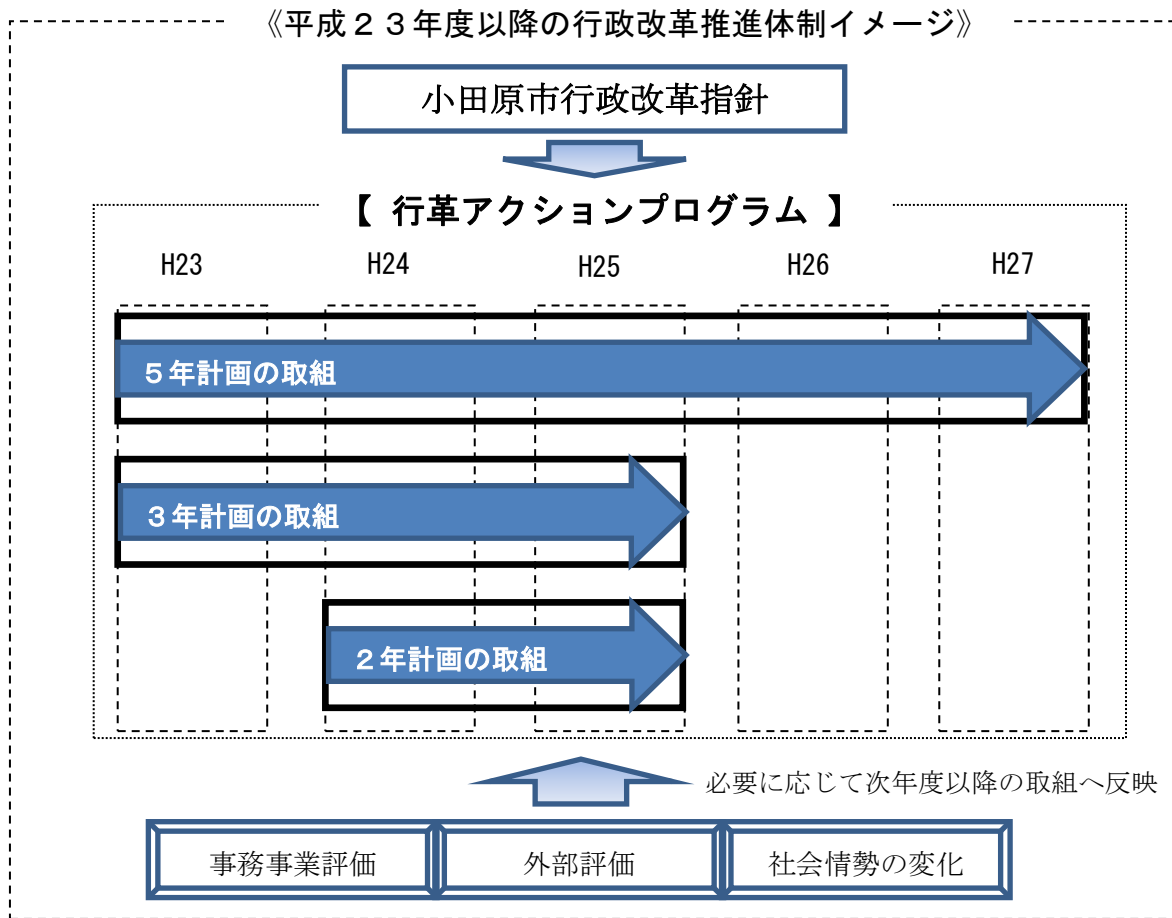 《平成２３年度以降の行政改革推進体制イメージ》
小田原市行政改革指針
【 行革アクションプログラム 】
H23 H24 H25 H26 H27
５年計画の取組
３年計画の取組
２年計画の取組
必要に応じて次年度以降の取組へ反映
事務事業評価 外部評価 社会情勢の変化